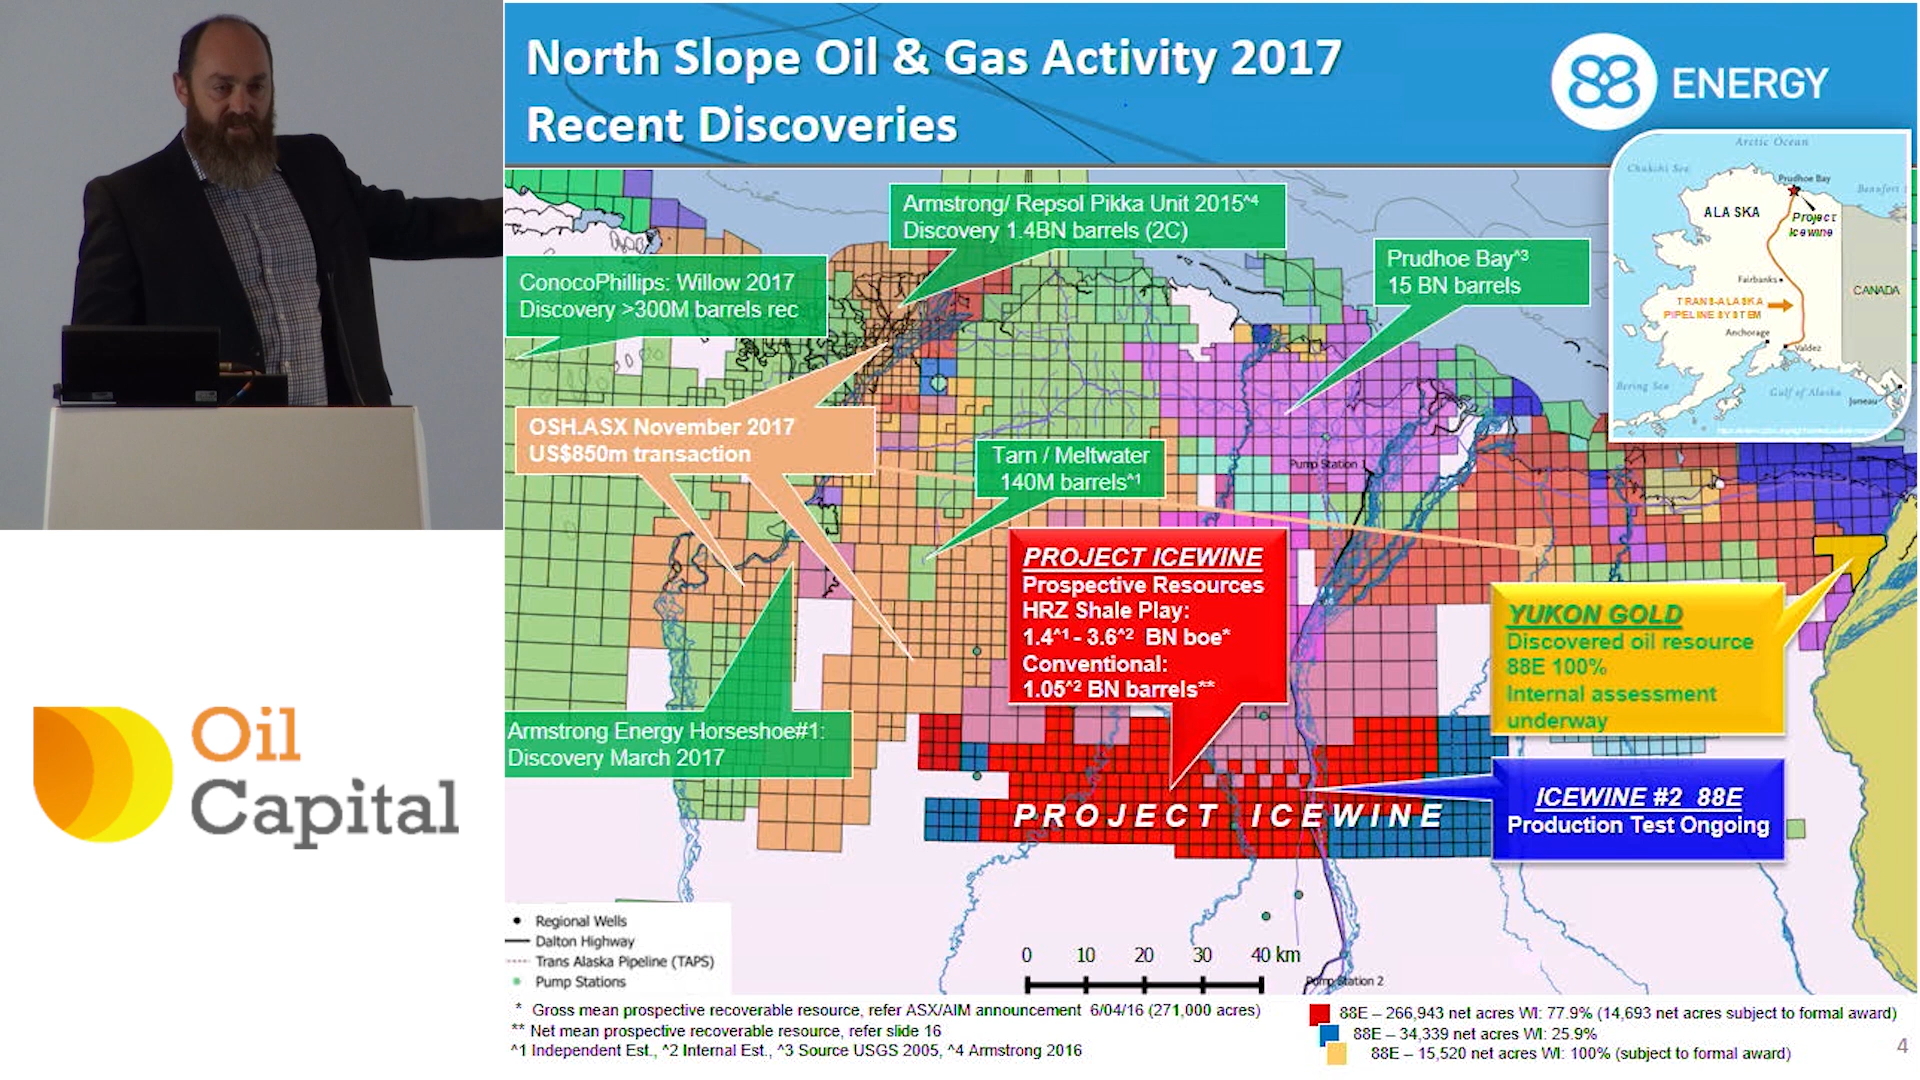 North Slope Oil & Gas Activity 2017
Recent Discoveries
88 ENERGY
Arctic Ocean
Chukchi Sea
Prudhoe Bay
Beaufort
ALASKA
Project
Icewine
Fairbanks
CANADA
TRANS-ALASKA
PIPELINE SYSTEM
Anchorage
Valdez
Bering Sea
Gulf of Alaska
Juneau
Armstrong/ Repsol Pikka Unit 2015^4
Discovery 1.4BN barrels (2C)
Prudhoe Bay^3
15 BN barrels
ConocoPhillips: Willow 2017
Discovery >300M barrels rec
OSH.ASX November 2017
US$850m transaction
Tarn / Meltwater
140M barrels^1
Pump Station 1
PROJECT ICEWINE
Prospective Resources
HRZ Shale Play:
1.4^1 - 3.6^2 BN boe*
Conventional:
1.05^2 BN barrels**
YUKON GOLD
Discovered oil resource
88E 100%
Internal assessment
underway
Armstrong Energy Horseshoe#1:
Discovery March 2017
ICEWINE #2 88E
Production Test Ongoing
PROJECT ICEWINE
Oil
Capital
Regional Wells
Dalton Highway
Trans Alaska Pipeline (TAPS)
Pump Stations
0 10 20 30 40 km
Pump Station 2
* Gross mean prospective recoverable resource, refer ASX/AIM announcement 6/04/16 (271,000 acres)
** Net mean prospective recoverable resource, refer slide 16
^1 Independent Est., ^2 Internal Est., ^3 Source USGS 2005, ^4 Armstrong 2016
88E – 266,943 net acres WI: 77.9% (14,693 net acres subject to formal award)
88E – 34,339 net acres WI: 25.9%
88E – 15,520 net acres WI: 100% (subject to formal award)
4